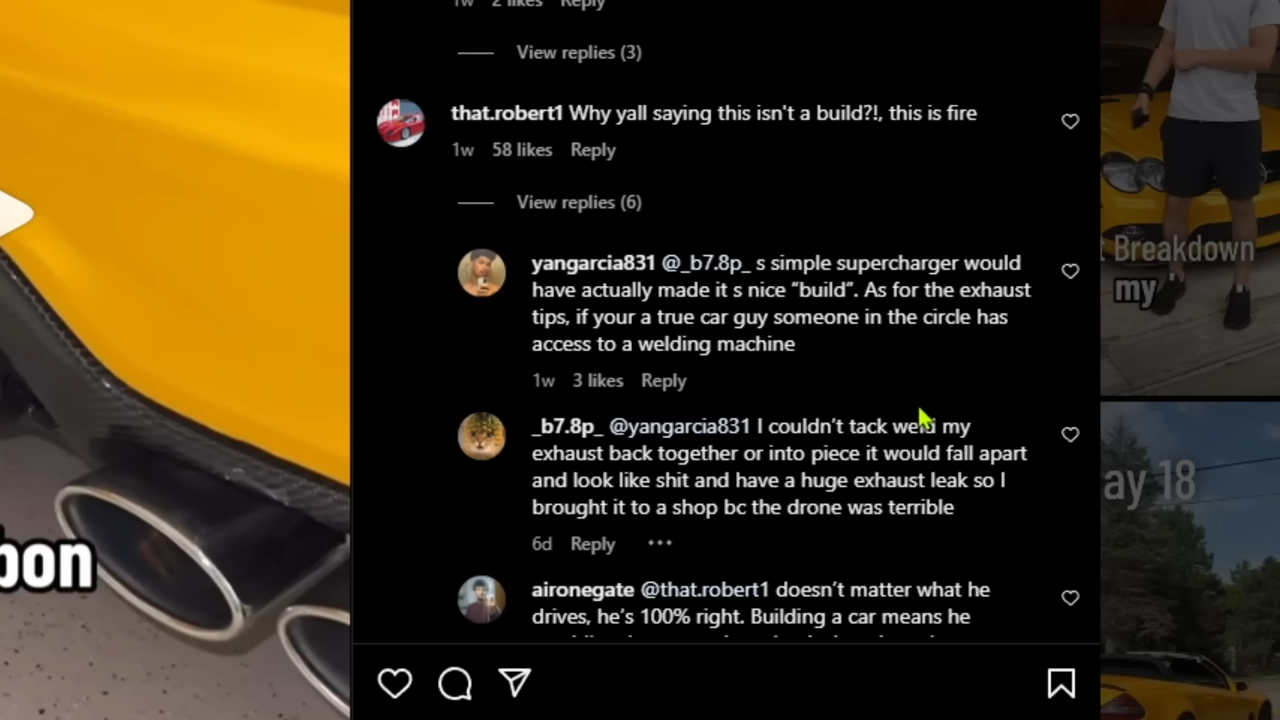 1w 2 likes Reply
View replies (3)
that.robert1 Why yall saying this isn't a build?!, this is fire
1w 58 likes Reply
View replies (6)
yangarcia831 @_b7.8p_ s simple supercharger would
have actually made it s nice “build”. As for the exhaust
tips, if your a true car guy someone in the circle has
access to a welding machine
1w 3 likes Reply
_b7.8p_ @yangarcia831 I couldn’t tack weld my
exhaust back together or into piece it would fall apart
and look like shit and have a huge exhaust leak so I
brought it to a shop bc the drone was terrible
6d Reply
aironegate @that.robert1 doesn’t matter what he
drives, he’s 100% right. Building a car means he
bon
t Breakdown
my
ay 18